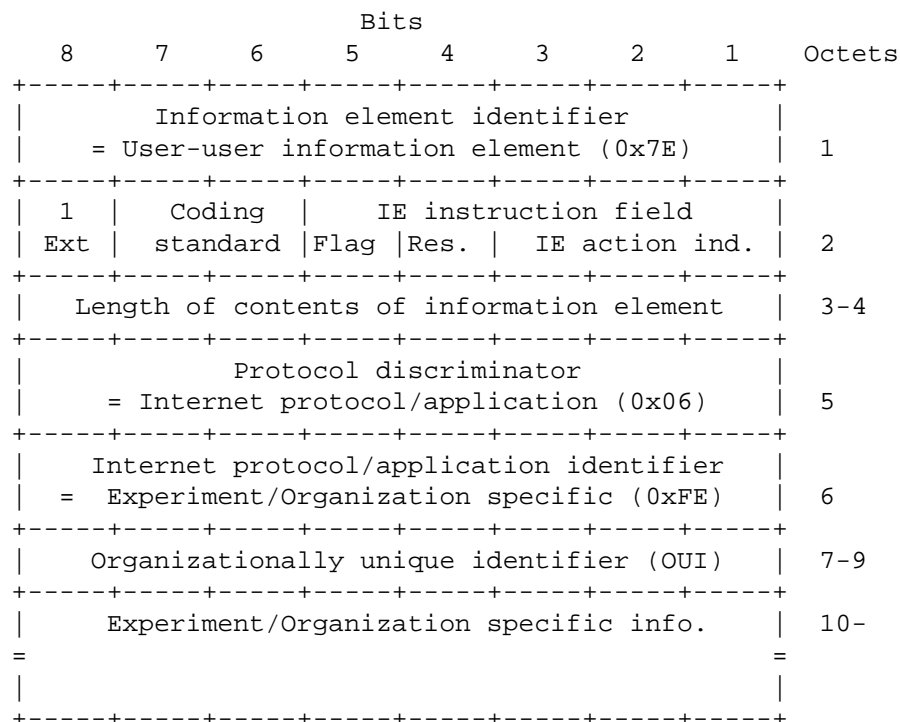 Bits
8 7 6 5 4 3 2 1 Octets
+-----+-----+-----+-----+-----+-----+-----+-----+
| Information element identifier |
| = User-user information element (0x7E) | 1
+-----+-----+-----+-----+-----+-----+-----+-----+
| 1 | Coding | IE instruction field |
| Ext | standard |Flag |Res. | IE action ind. | 2
+-----+-----+-----+-----+-----+-----+-----+-----+
| Length of contents of information element | 3-4
+-----+-----+-----+-----+-----+-----+-----+-----+
| Protocol discriminator |
| = Internet protocol/application (0x06) | 5
+-----+-----+-----+-----+-----+-----+-----+-----+
| Internet protocol/application identifier |
| = Experiment/Organization specific (0xFE) | 6
+-----+-----+-----+-----+-----+-----+-----+-----+
| Organizationally unique identifier (OUI) | 7-9
+-----+-----+-----+-----+-----+-----+-----+-----+
| Experiment/Organization specific info. | 10-
= =
| |
+-----+-----+-----+-----+-----+-----+-----+-----+